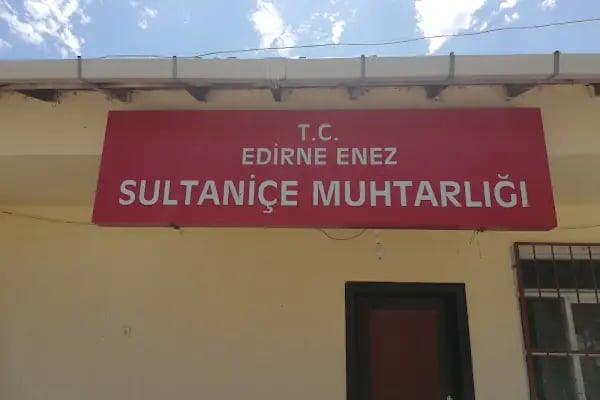 T.C.
EDİRNE ENEZ
SULTANİÇE MUHTARLIĞI